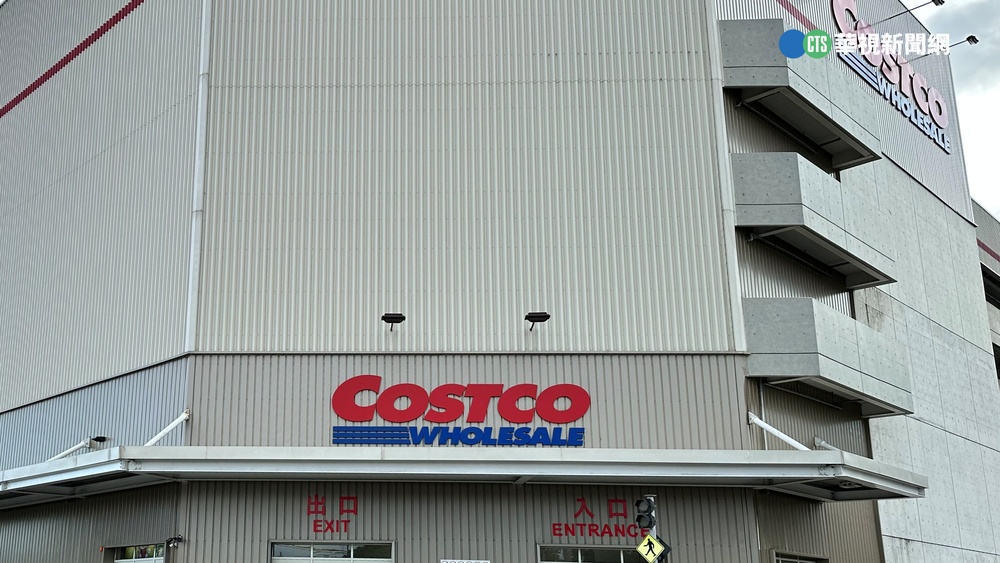 CTS 華視新聞網
COSTCO
WHOLESALE
COSTCO
WHOLESALE
出口
EXIT
入口
ENTRANCE